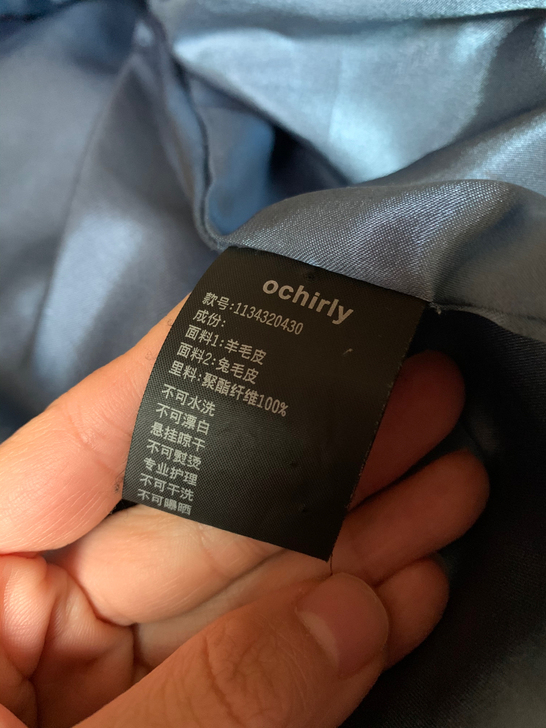 ochirly
款号:1134320430
成份:
面料1:羊毛皮
面料2:兔毛皮
里料:聚酯纤维100%
不可水洗
不可漂白
悬挂晾干
不可熨烫
专业护理
不可干洗
不可曝晒